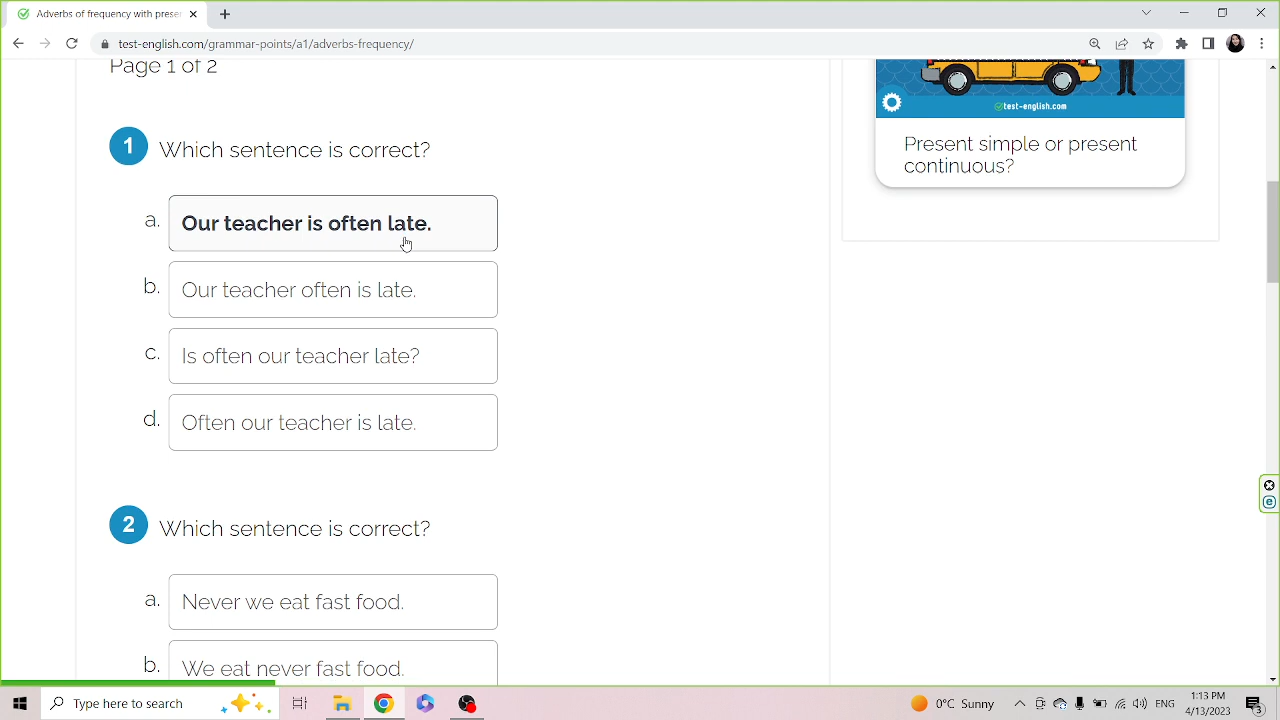 Adverbs of frequency with prese
test-english.com/grammar-points/a1/adverbs-frequency/
Page 1 of 2
test-english.com
Present simple or present
continuous?
1 Which sentence is correct?
a. Our teacher is often late.
b. Our teacher often is late.
c. Is often our teacher late?
d. Often our teacher is late.
2 Which sentence is correct?
a. Never we eat fast food.
b. We eat never fast food.
Type here to search
0°C Sunny
ENG
1:13 PM
4/13/2023
3